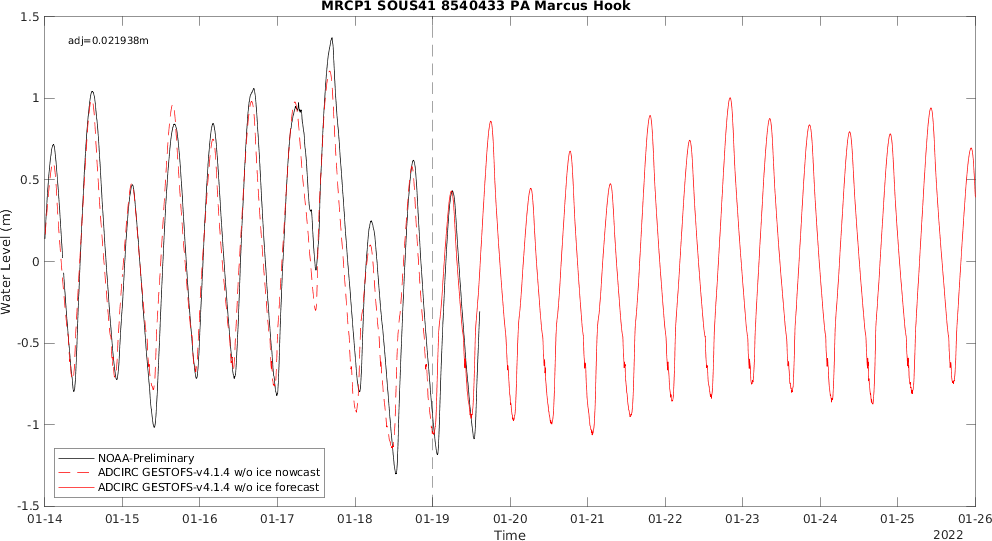 MRCP1 SOUS41 8540433 PA Marcus Hook
adj=0.021938m
1.5
1
0.5
0
-0.5
-1
-1.5
Water Level (m)
NOAA-Preliminary
ADCIRC GESTOFS-v4.1.4 w/o ice nowcast
ADCIRC GESTOFS-v4.1.4 w/o ice forecast
01-14 01-15 01-16 01-17 01-18 01-19 01-20 01-21 01-22 01-23 01-24 01-25 01-26
Time
2022